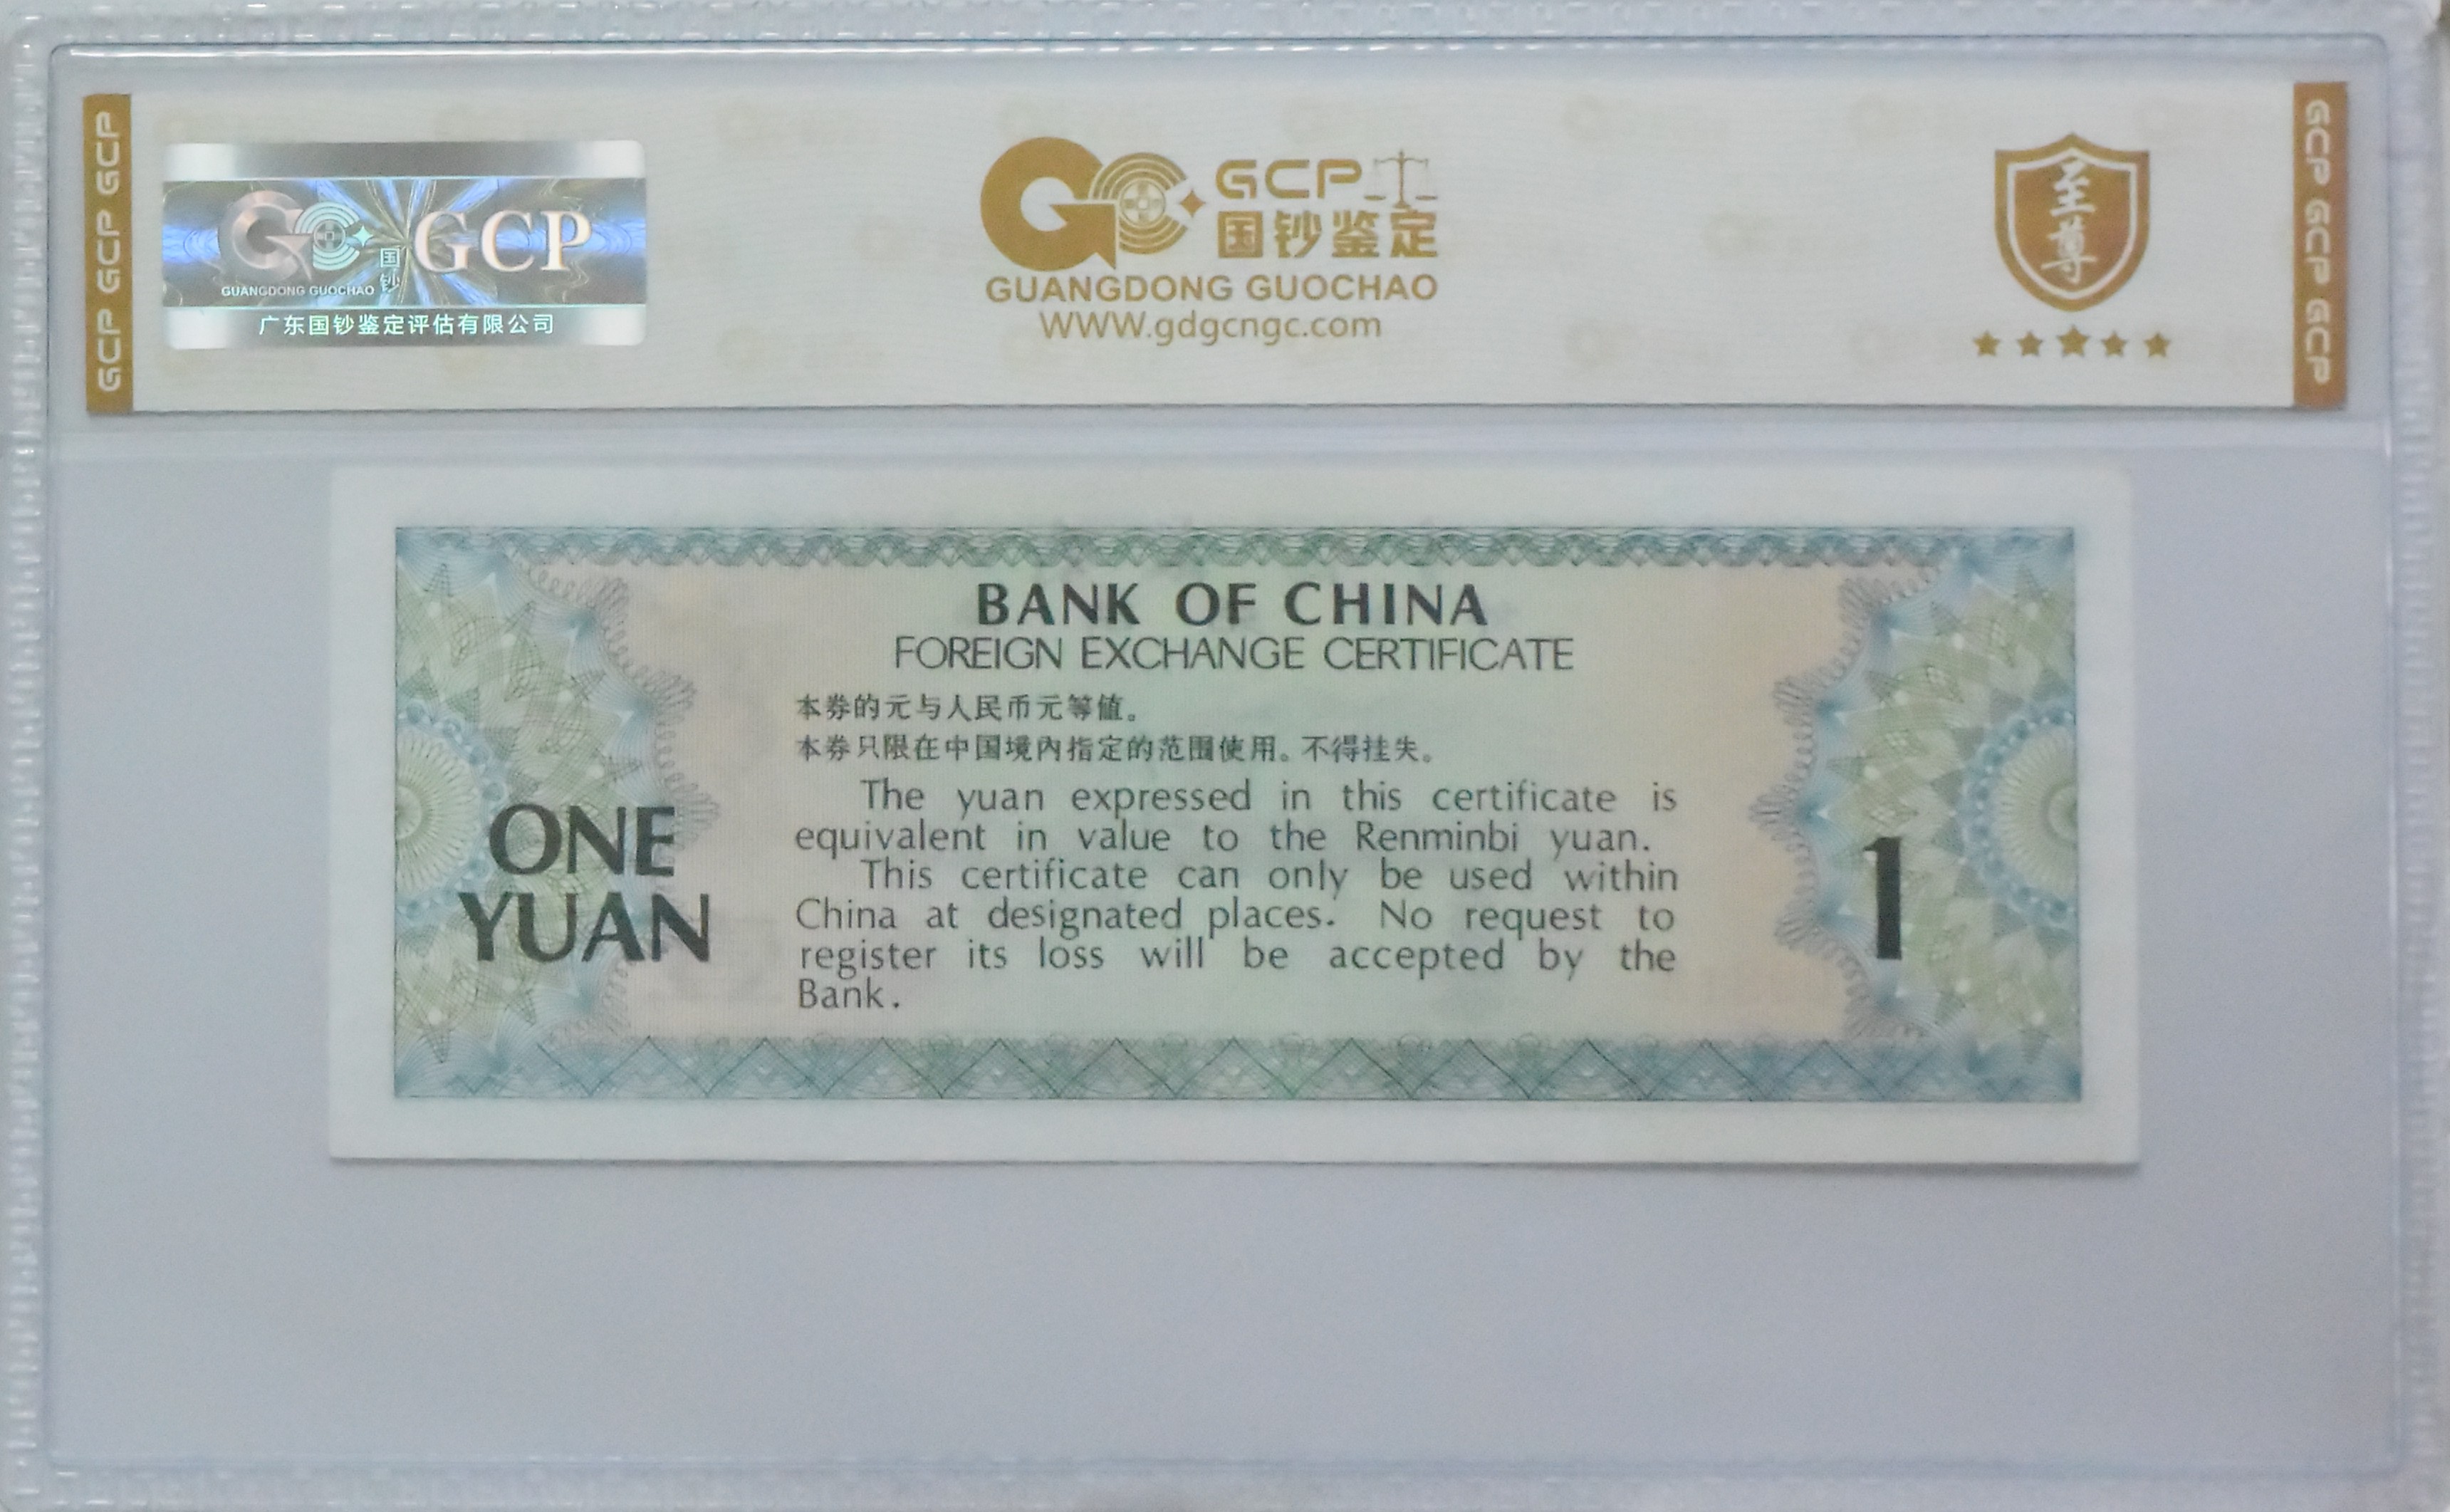 GCP GCP GCP
GCP
国钞
GUANGDONG GUOCHAO
广东国钞鉴定评估有限公司
GCP
国钞鉴定
GUANGDONG GUOCHAO
WWW.gdgcngc.com
至尊
GCP GCP GCP
BANK OF CHINA
FOREIGN EXCHANGE CERTIFICATE
本券的元与人民币元等值。
本券只限在中国境内指定的范围使用。不得挂失。
The yuan expressed in this certificate is
equivalent in value to the Renminbi yuan.
This certificate can only be used within
China at designated places. No request to
register its loss will be accepted by the
Bank.
ONE
YUAN
1